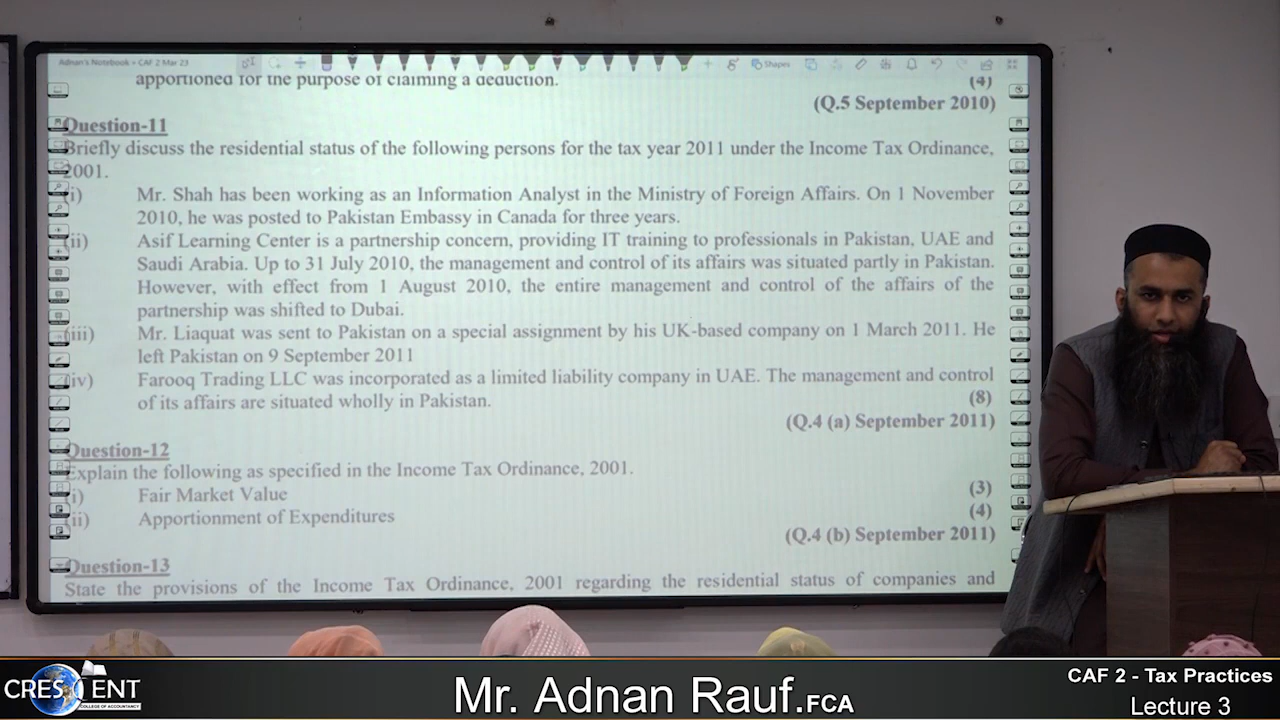 Adnan's Notebook > CAF 2 Mar 23
Shapes
apportioned for the purpose of claiming a deduction.
(4)
(Q.5 September 2010)
Question-11
Briefly discuss the residential status of the following persons for the tax year 2011 under the Income Tax Ordinance,
2001.
(i) Mr. Shah has been working as an Information Analyst in the Ministry of Foreign Affairs. On 1 November
2010, he was posted to Pakistan Embassy in Canada for three years.
(ii) Asif Learning Center is a partnership concern, providing IT training to professionals in Pakistan, UAE and
Saudi Arabia. Up to 31 July 2010, the management and control of its affairs was situated partly in Pakistan.
However, with effect from 1 August 2010, the entire management and control of the affairs of the
partnership was shifted to Dubai.
(iii) Mr. Liaquat was sent to Pakistan on a special assignment by his UK-based company on 1 March 2011. He
left Pakistan on 9 September 2011
(iv) Farooq Trading LLC was incorporated as a limited liability company in UAE. The management and control
of its affairs are situated wholly in Pakistan. (8)
(Q.4 (a) September 2011)
Question-12
Explain the following as specified in the Income Tax Ordinance, 2001.
(i) Fair Market Value (3)
(ii) Apportionment of Expenditures (4)
(Q.4 (b) September 2011)
Question-13
State the provisions of the Income Tax Ordinance, 2001 regarding the residential status of companies and
CRESCENT
COLLEGE OF ACCOUNTANCY
Mr. Adnan Rauf.FCA
CAF 2 - Tax Practices
Lecture 3